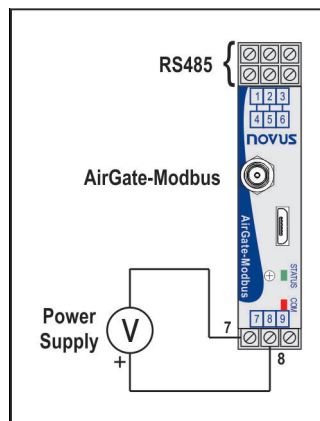 RS485
1 2 3
4 5 6
NOVUS
AirGate-Modbus
AirGate-Modbus
STATUS
COM
Power
Supply
V
+
7
7 8 9
8